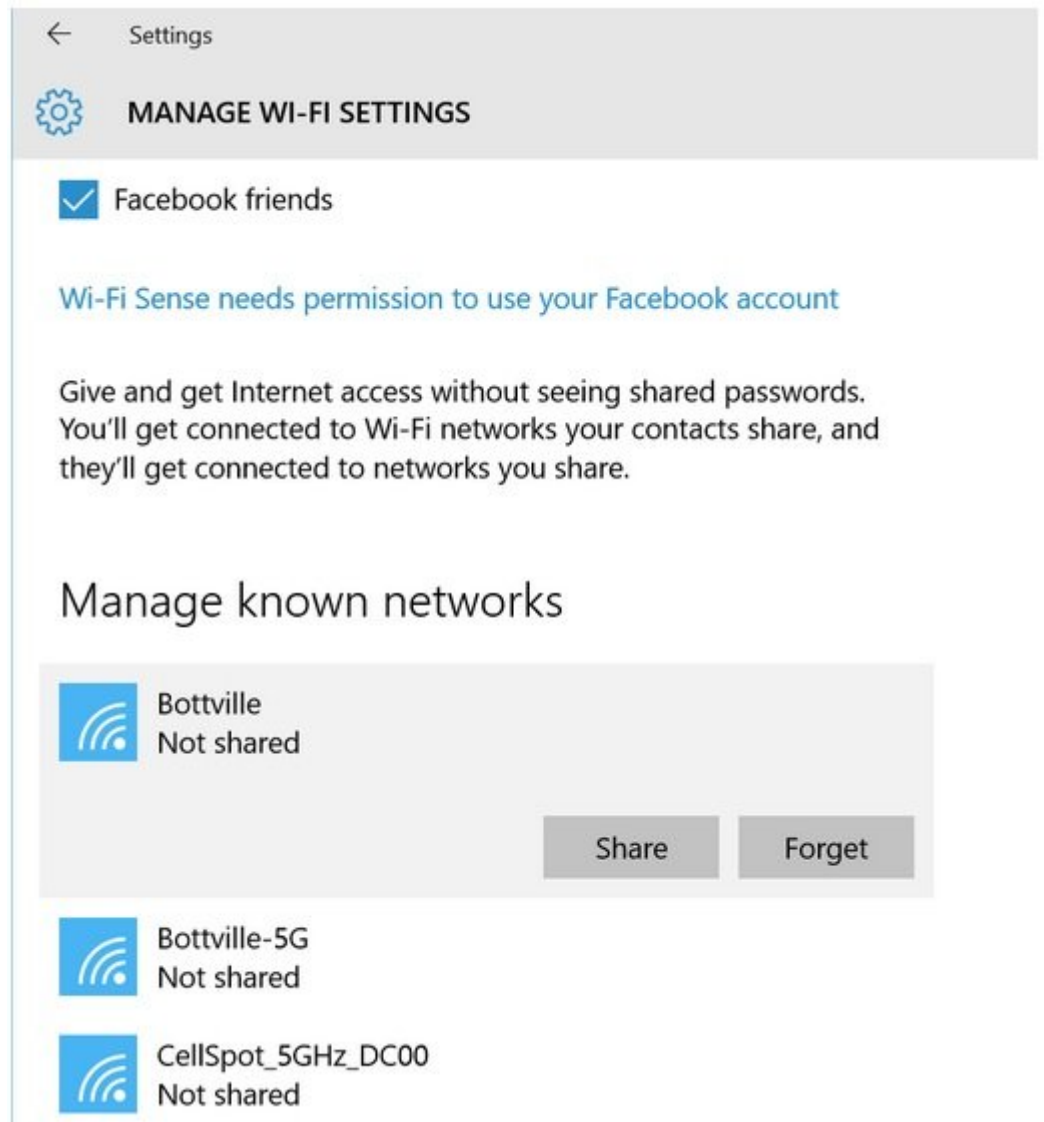 Settings
MANAGE WI-FI SETTINGS
Facebook friends
Wi-Fi Sense needs permission to use your Facebook account
Give and get Internet access without seeing shared passwords.
You'll get connected to Wi-Fi networks your contacts share, and
they'll get connected to networks you share.
Manage known networks
Bottville
Not shared
Share Forget
Bottville-5G
Not shared
CellSpot_5GHz_DC00
Not shared